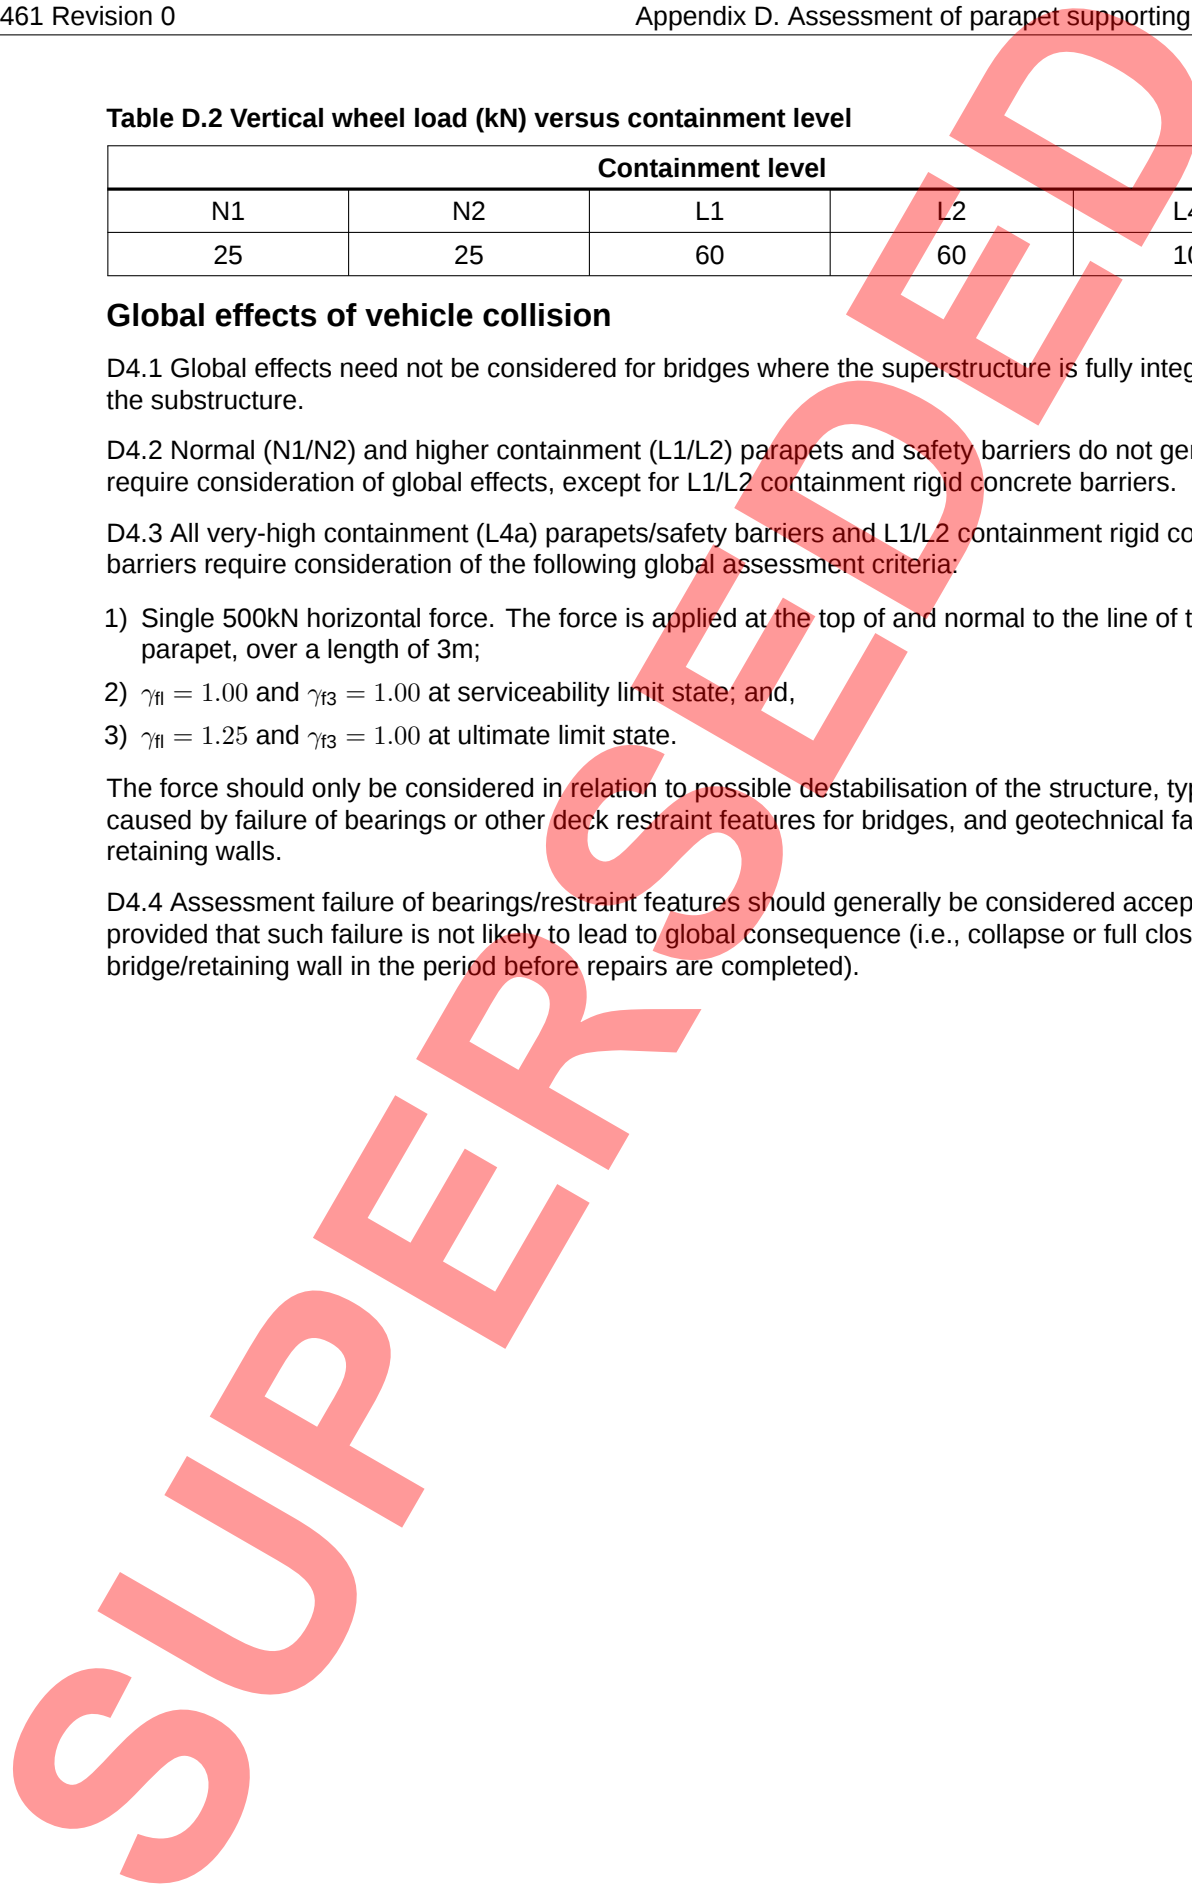 461 Revision 0 Appendix D. Assessment of parapet supporting
Table D.2 Vertical wheel load (kN) versus containment level
Containment level
N1 N2 L1 L2
25 25 60 60
Global effects of vehicle collision
D4.1 Global effects need not be considered for bridges where the superstructure is fully
the substructure.
D4.2 Normal (N1/N2) and higher containment (L1/L2) parapets and safety barriers do not
require consideration of global effects, except for L1/L2 containment rigid concrete barriers.
D4.3 All very-high containment (L4a) parapets/safety barriers and L1/L2 containment rigid
barriers require consideration of the following global assessment criteria:
1) Single 500kN horizontal force. The force is applied at the top of and normal to the line of
parapet, over a length of 3m;
2) γfl = 1.00 and γf3 = 1.00 at serviceability limit state; and,
3) γfl = 1.25 and γf3 = 1.00 at ultimate limit state.
The force should only be considered in relation to possible destabilisation of the structure,
caused by failure of bearings or other deck restraint features for bridges, and geotechnical
retaining walls.
D4.4 Assessment failure of bearings/restraint features should generally be considered
provided that such failure is not likely to lead to global consequence (i.e., collapse or full
bridge/retaining wall in the period before repairs are completed).
SUPERSEDED